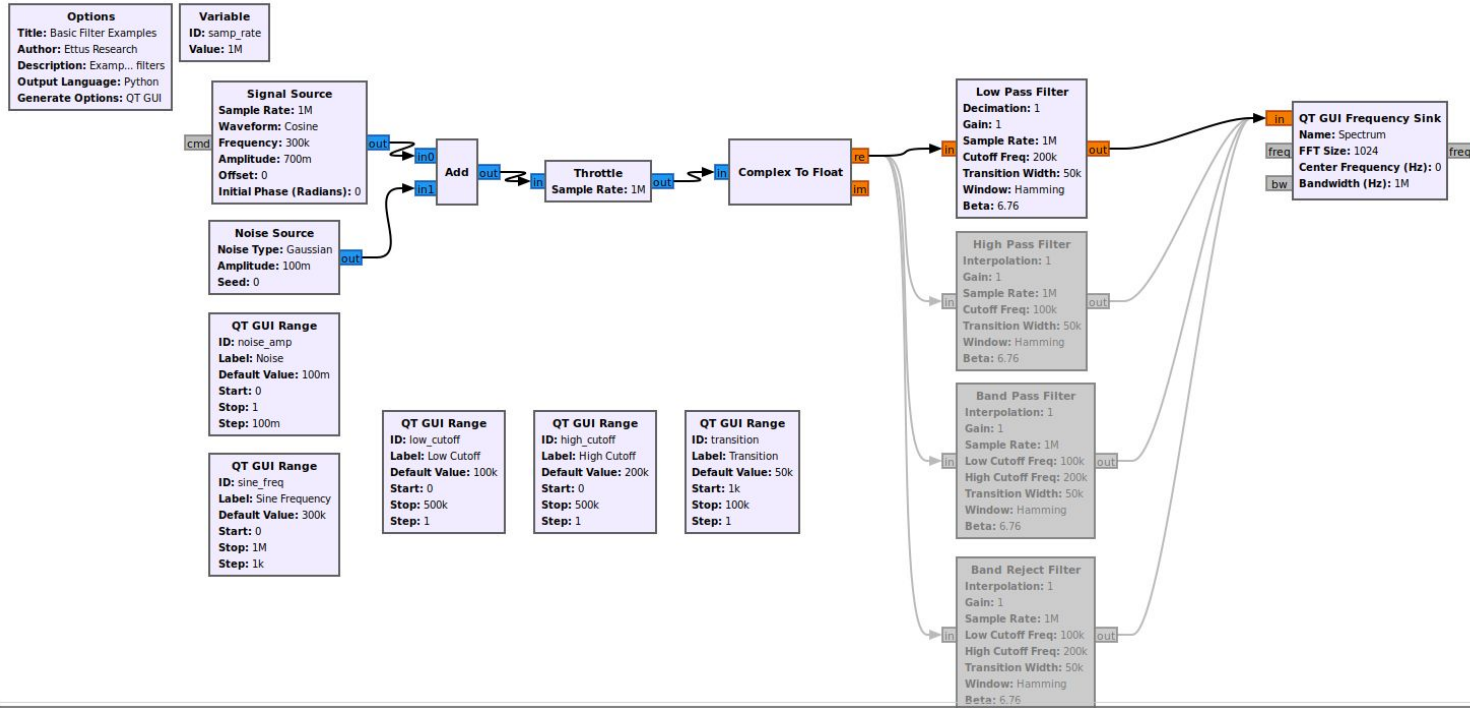 Options
Title: Basic Filter Examples
Author: Ettus Research
Description: Examp... filters
Output Language: Python
Generate Options: QT GUI
Variable
ID: samp_rate
Value: 1M
Signal Source
Sample Rate: 1M
Waveform: Cosine
Frequency: 300k
Amplitude: 700m
Offset: 0
Initial Phase (Radians): 0
cmd
out
Noise Source
Noise Type: Gaussian
Amplitude: 100m
Seed: 0
out
in0
in1
Add
out
in
Throttle
Sample Rate: 1M
out
in
Complex To Float
re
im
in
Low Pass Filter
Decimation: 1
Gain: 1
Sample Rate: 1M
Cutoff Freq: 200k
Transition Width: 50k
Window: Hamming
Beta: 6.76
out
in
High Pass Filter
Interpolation: 1
Gain: 1
Sample Rate: 1M
Cutoff Freq: 100k
Transition Width: 50k
Window: Hamming
Beta: 6.76
out
in
Band Pass Filter
Interpolation: 1
Gain: 1
Sample Rate: 1M
Low Cutoff Freq: 100k
High Cutoff Freq: 200k
Transition Width: 50k
Window: Hamming
Beta: 6.76
out
in
Band Reject Filter
Interpolation: 1
Gain: 1
Sample Rate: 1M
Low Cutoff Freq: 100k
High Cutoff Freq: 200k
Transition Width: 50k
Window: Hamming
Beta: 6.76
out
in
freq
bw
QT GUI Frequency Sink
Name: Spectrum
FFT Size: 1024
Center Frequency (Hz): 0
Bandwidth (Hz): 1M
freq
QT GUI Range
ID: noise_amp
Label: Noise
Default Value: 100m
Start: 0
Stop: 1
Step: 100m
QT GUI Range
ID: sine_freq
Label: Sine Frequency
Default Value: 300k
Start: 0
Stop: 1M
Step: 1k
QT GUI Range
ID: low_cutoff
Label: Low Cutoff
Default Value: 100k
Start: 0
Stop: 500k
Step: 1
QT GUI Range
ID: high_cutoff
Label: High Cutoff
Default Value: 200k
Start: 0
Stop: 500k
Step: 1
QT GUI Range
ID: transition
Label: Transition
Default Value: 50k
Start: 1k
Stop: 100k
Step: 1